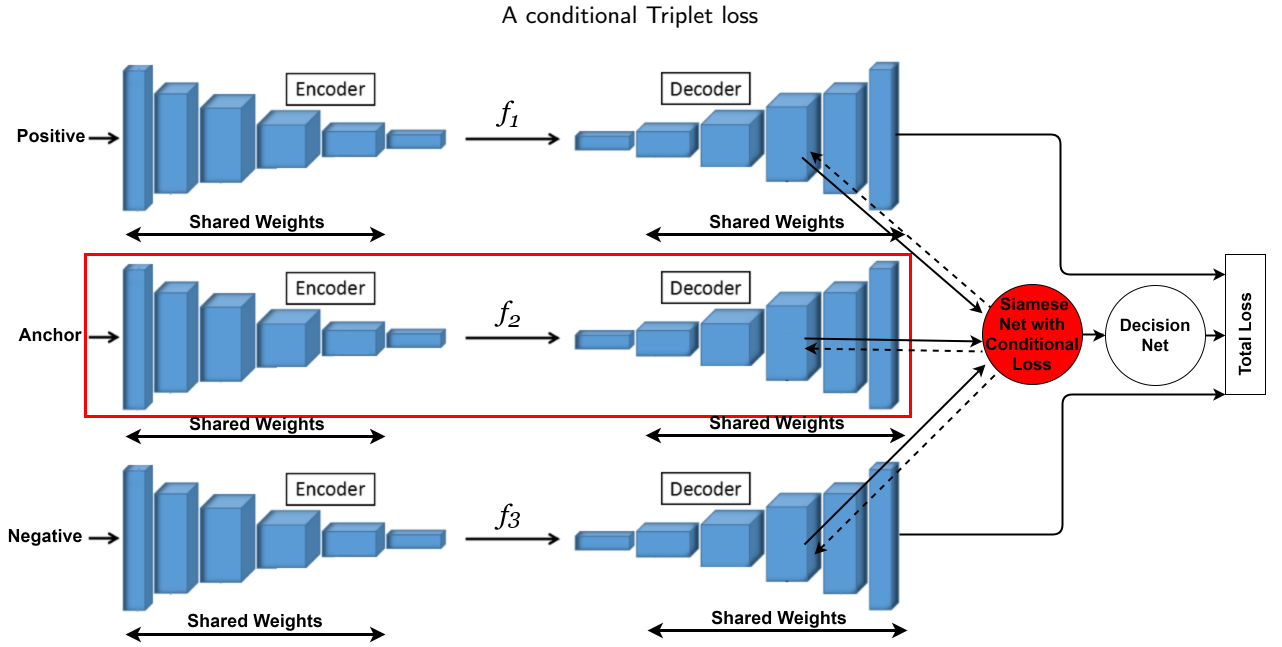 A conditional Triplet loss
Encoder
Decoder
Positive
f1
Shared Weights
Shared Weights
Encoder
Decoder
Anchor
f2
Siamese
Net with
Conditional
Loss
Decision
Net
Total Loss
Shared Weights
Shared Weights
Encoder
Decoder
Negative
f3
Shared Weights
Shared Weights